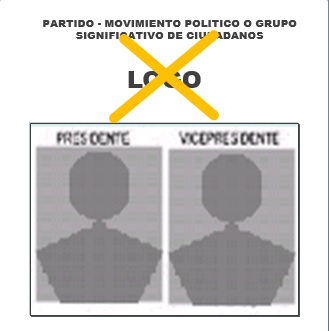 PARTIDO - MOVIMIENTO POLITICO O GRUPO
SIGNIFICATIVO DE CIUDADANOS
LOGO
PRESIDENTE VICEPRESIDENTE